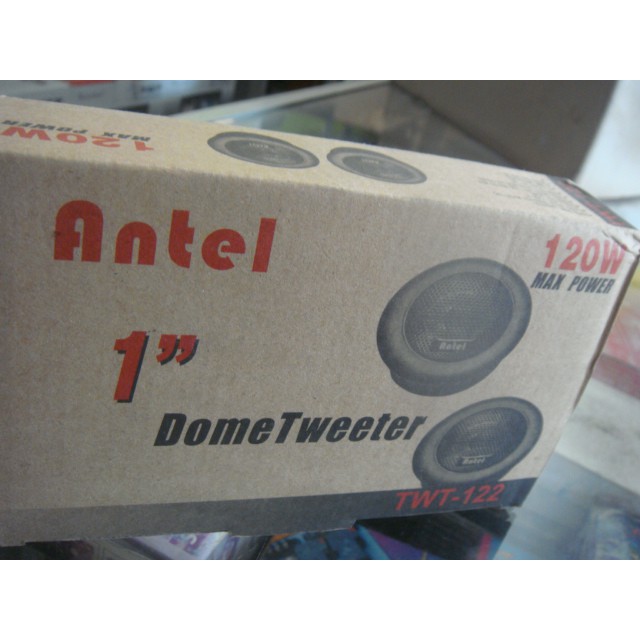 120W
MAX POWER
Antel
120W
MAX POWER
1”
Antel
DomeTweeter
Antel
TWT-122